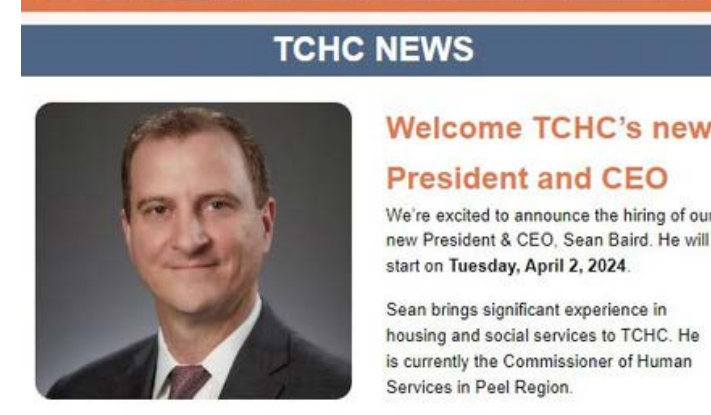 TCHC NEWS
Welcome TCHC's new
President and CEO
We're excited to announce the hiring of our
new President & CEO, Sean Baird. He will
start on Tuesday, April 2, 2024.
Sean brings significant experience in
housing and social services to TCHC. He
is currently the Commissioner of Human
Services in Peel Region.